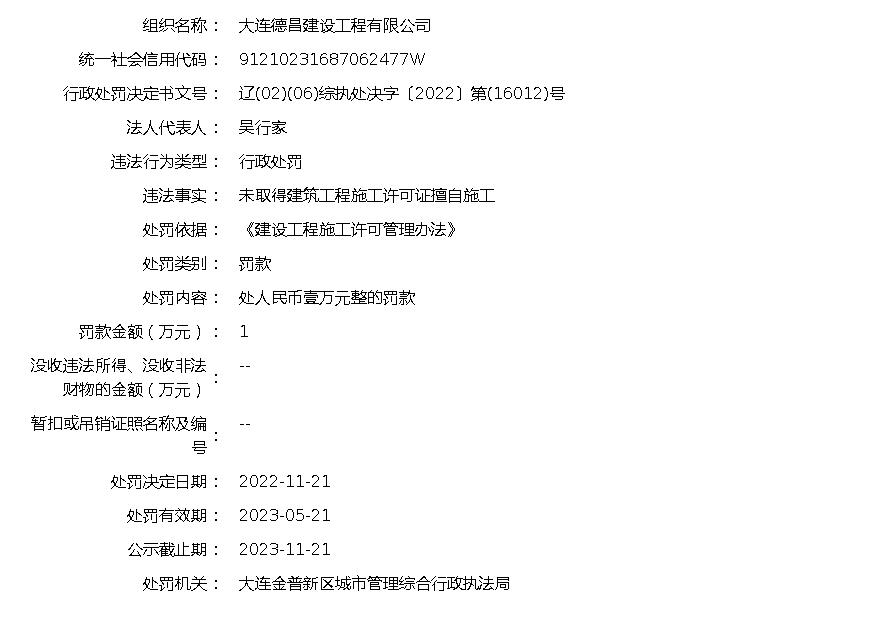 组织名称： 大连德昌建设工程有限公司
统一社会信用代码： 91210231687062477W
行政处罚决定书文号： 辽(02)(06)综执处决字〔2022〕第(16012)号
法人代表人： 吴行家
违法行为类型： 行政处罚
违法事实： 未取得建筑工程施工许可证擅自施工
处罚依据： 《建设工程施工许可管理办法》
处罚类别： 罚款
处罚内容： 处人民币壹万元整的罚款
罚款金额（万元）： 1
没收违法所得、没收非法
财物的金额（万元）： --
暂扣或吊销证照名称及编
号： --
处罚决定日期： 2022-11-21
处罚有效期： 2023-05-21
公示截止期： 2023-11-21
处罚机关： 大连金普新区城市管理综合行政执法局